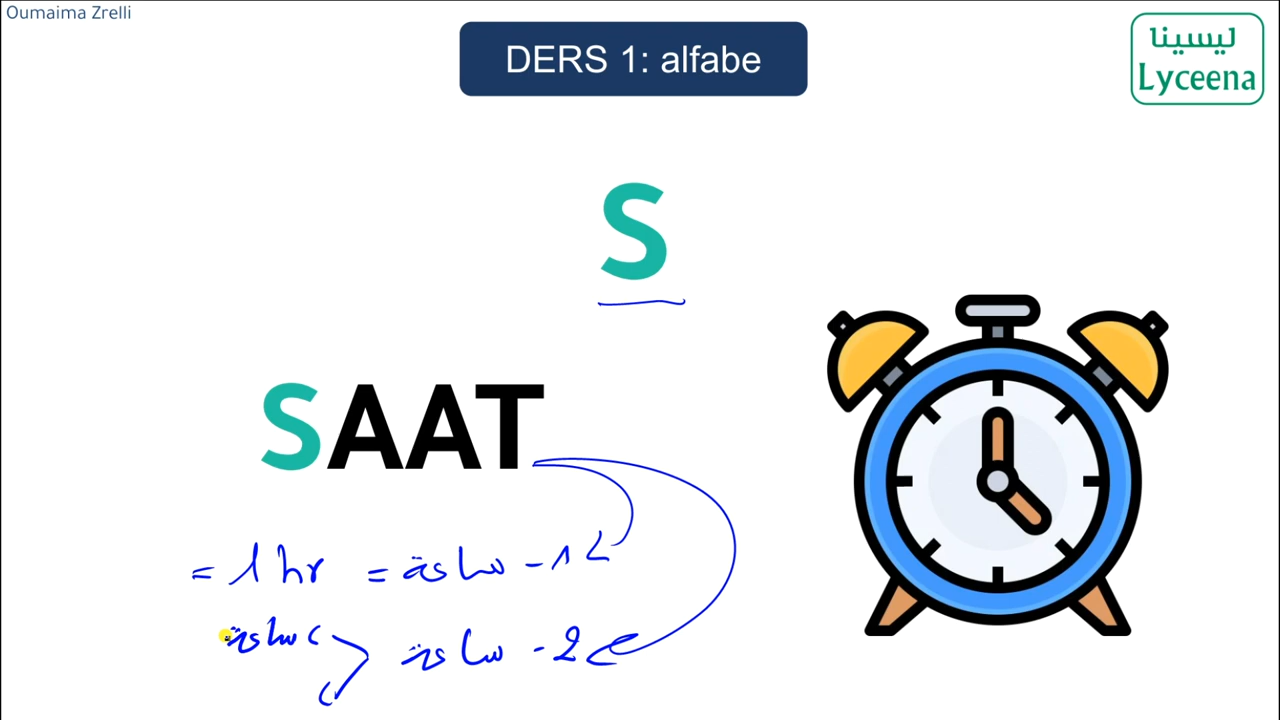 Oumaima Zrelli
DERS 1: alfabe
ليسينا
Lyceena
S
SAAT
1- ساعة = 1 hr =
2- ساعة
ساعة